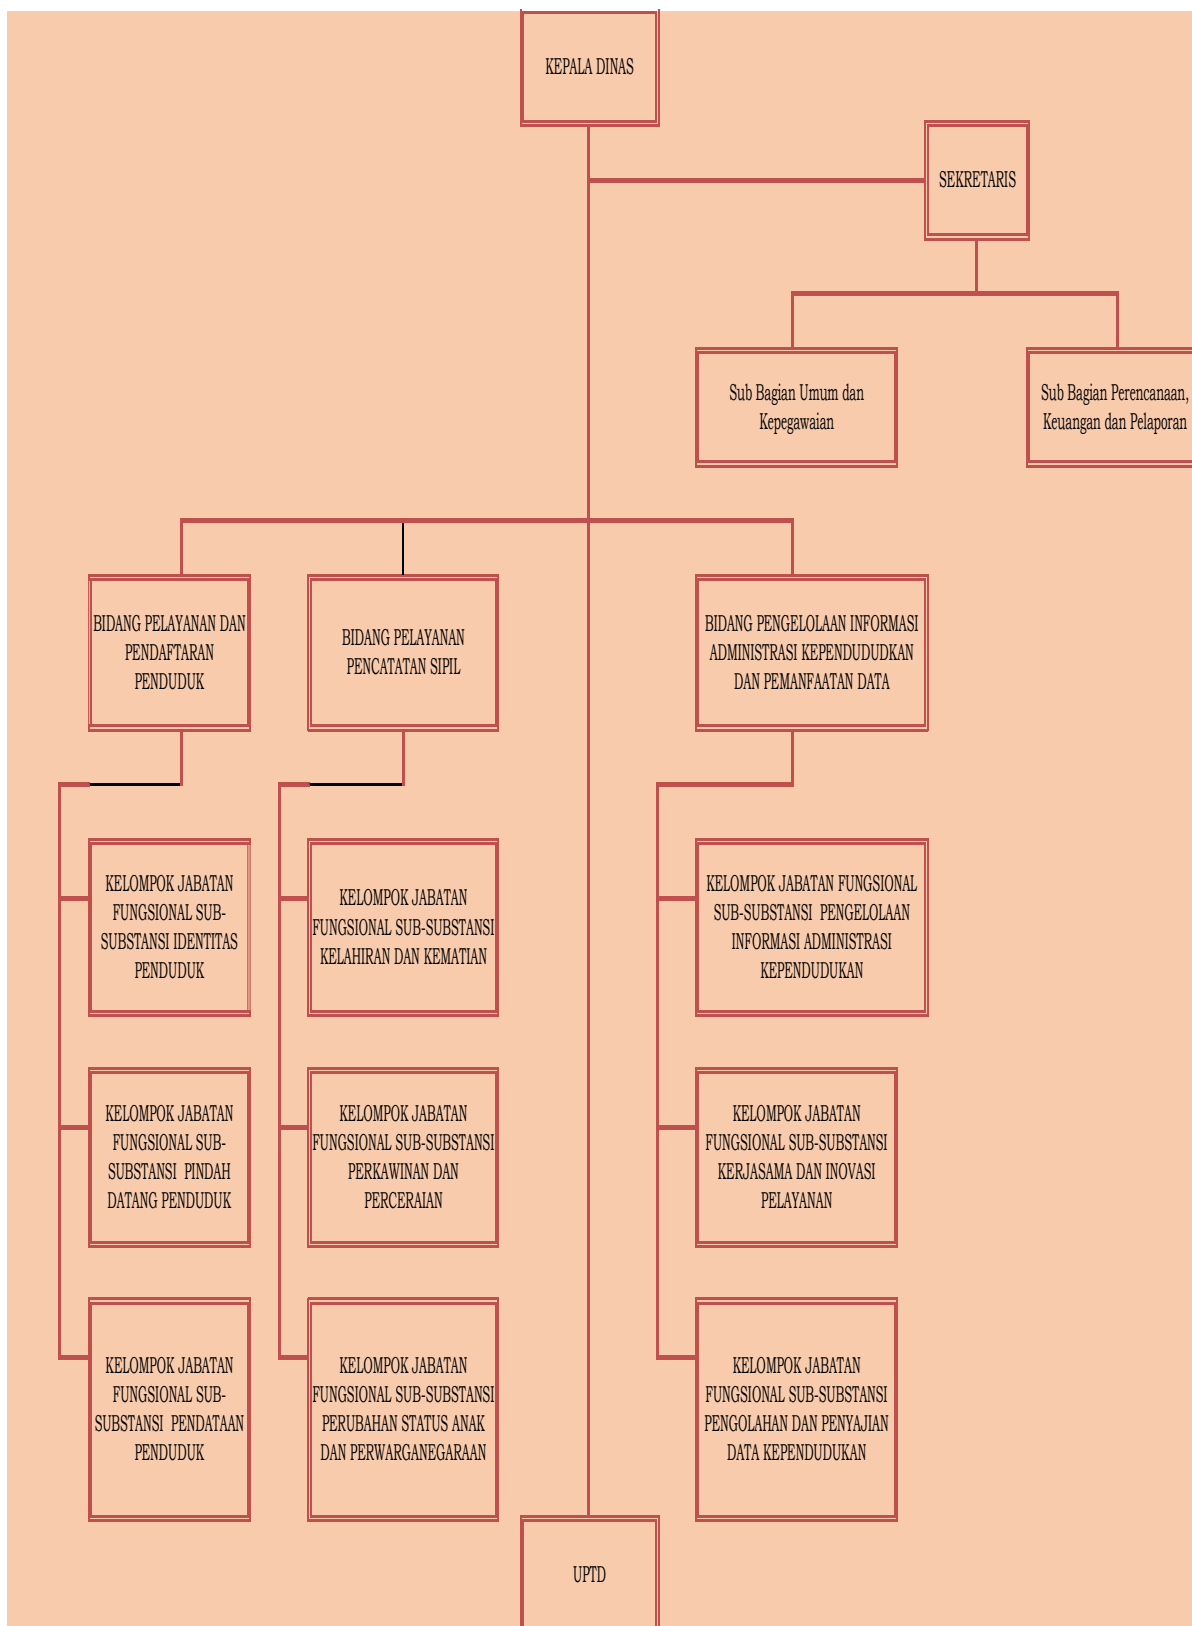 KEPALA DINAS
SEKRETARIS
Sub Bagian Umum dan
Kepegawaian
Sub Bagian Perencanaan,
Keuangan dan Pelaporan
BIDANG PELAYANAN DAN
PENDAFTARAN
PENDUDUK
BIDANG PELAYANAN
PENCATATAN SIPIL
BIDANG PENGELOLAAN INFORMASI
ADMINISTRASI KEPENDUDUDKAN
DAN PEMANFAATAN DATA
KELOMPOK JABATAN
FUNGSIONAL SUB-
SUBSTANSI IDENTITAS
PENDUDUK
KELOMPOK JABATAN
FUNGSIONAL SUB-SUBSTANSI
KELAHIRAN DAN KEMATIAN
KELOMPOK JABATAN FUNGSIONAL
SUB-SUBSTANSI  PENGELOLAAN
INFORMASI ADMINISTRASI
KEPENDUDUKAN
KELOMPOK JABATAN
FUNGSIONAL SUB-
SUBSTANSI  PINDAH
DATANG PENDUDUK
KELOMPOK JABATAN
FUNGSIONAL SUB-SUBSTANSI
PERKAWINAN DAN
PERCERAIAN
KELOMPOK JABATAN
FUNGSIONAL SUB-SUBSTANSI
KERJASAMA DAN INOVASI
PELAYANAN
KELOMPOK JABATAN
FUNGSIONAL SUB-
SUBSTANSI  PENDATAAN
PENDUDUK
KELOMPOK JABATAN
FUNGSIONAL SUB-SUBSTANSI
PERUBAHAN STATUS ANAK
DAN PERWARGANEGARAAN
KELOMPOK JABATAN
FUNGSIONAL SUB-SUBSTANSI
PENGOLAHAN DAN PENYAJIAN
DATA KEPENDUDUKAN
UPTD